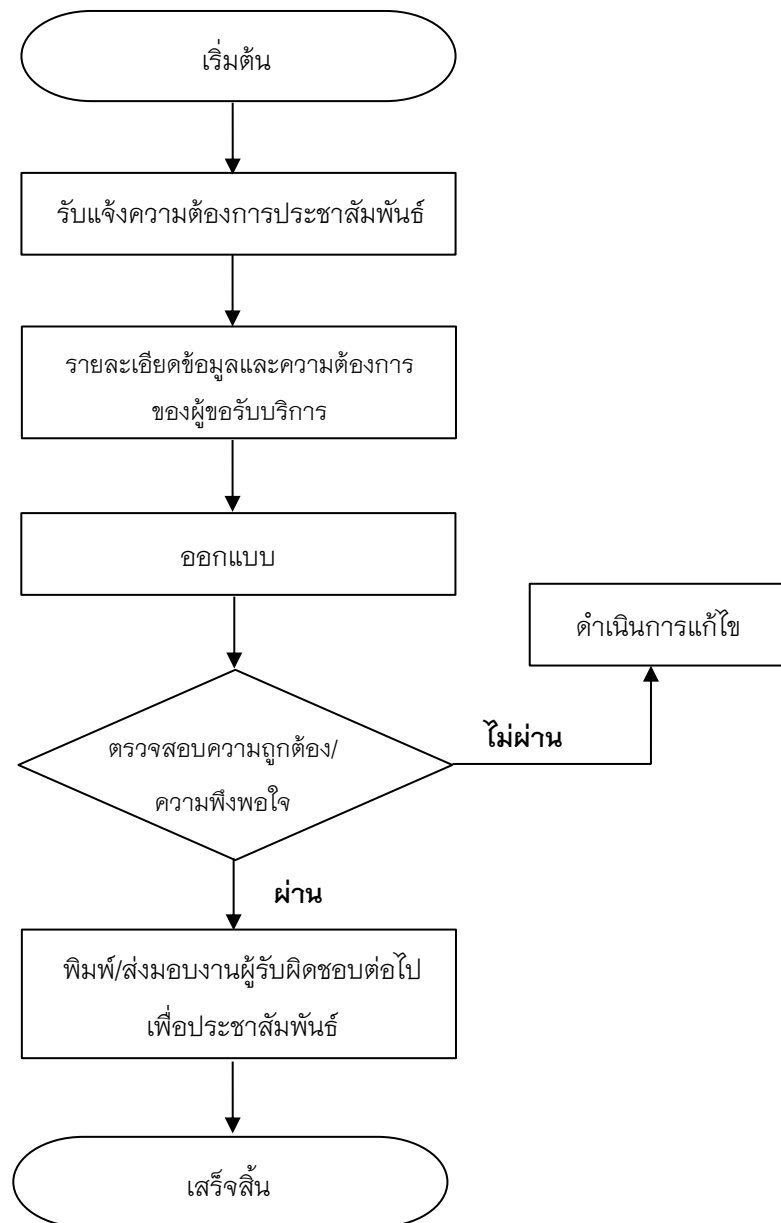 เริ่มต้น
รับแจ้งความต้องการประชาสัมพันธ์
รายละเอียดข้อมูลและความต้องการ
ของผู้ขอรับบริการ
ออกแบบ
ดำเนินการแก้ไข
ไม่ผ่าน
ตรวจสอบความถูกต้อง/
ความพึงพอใจ
ผ่าน
พิมพ์/ส่งมอบงานผู้รับผิดชอบต่อไป
เพื่อประชาสัมพันธ์
เสร็จสิ้น